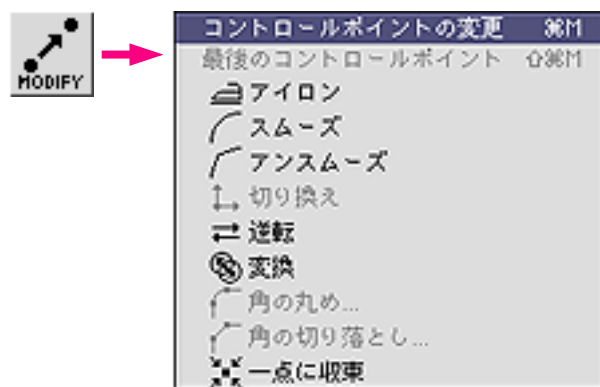 MODIFY
コントロールポイントの変更 ⌘M
最後のコントロールポイント ⇧⌘M
アイロン
スムーズ
アンスムーズ
切り換え
逆転
変換
角の丸め...
角の切り落とし...
一点に収束